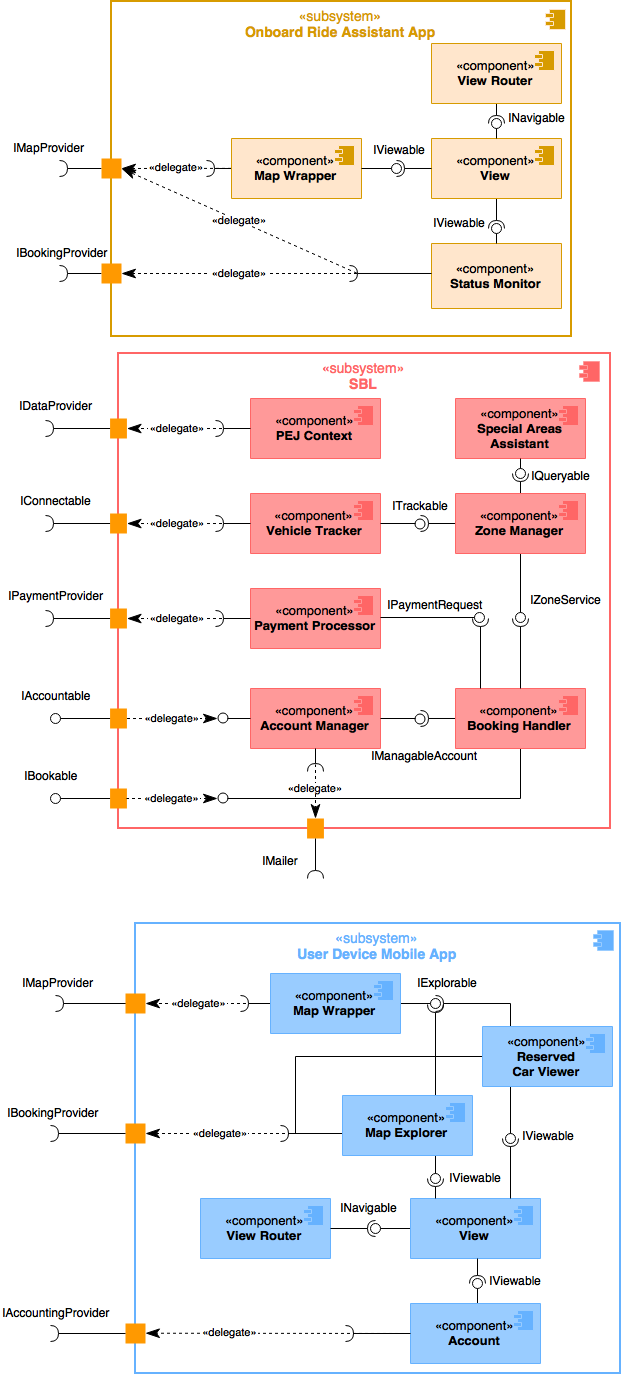 «subsystem»
Onboard Ride Assistant App
«component»
View Router
INavigable
IMapProvider
«delegate»
«component»
Map Wrapper
IViewable
«component»
View
«delegate»
IViewable
IBookingProvider
«delegate»
«component»
Status Monitor
«subsystem»
SBL
IDataProvider
«delegate»
«component»
PEJ Context
«component»
Special Areas
Assistant
IQueryable
IConnectable
«delegate»
«component»
Vehicle Tracker
ITrackable
«component»
Zone Manager
IPaymentProvider
«delegate»
«component»
Payment Processor
IPaymentRequest
IZoneService
IAccountable
«delegate»
«component»
Account Manager
«component»
Booking Handler
IManagableAccount
IBookable
«delegate»
«delegate»
IMailer
«subsystem»
User Device Mobile App
IMapProvider
«delegate»
«component»
Map Wrapper
IExplorable
«component»
Reserved
Car Viewer
IBookingProvider
«delegate»
«component»
Map Explorer
IViewable
IViewable
«component»
View Router
INavigable
«component»
View
IViewable
IAccountingProvider
«delegate»
«component»
Account